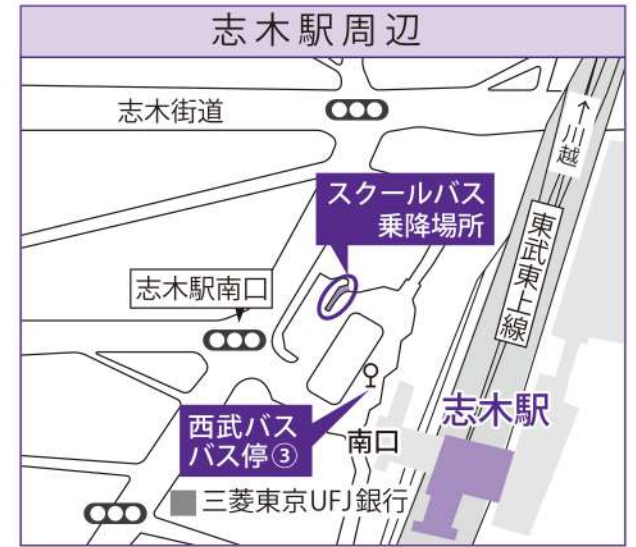 志木駅周辺
志木街道
↑川越
スクールバス
乗降場所
東武東上線
志木駅南口
志木駅
西武バス
バス停③
南口
三菱東京UFJ銀行